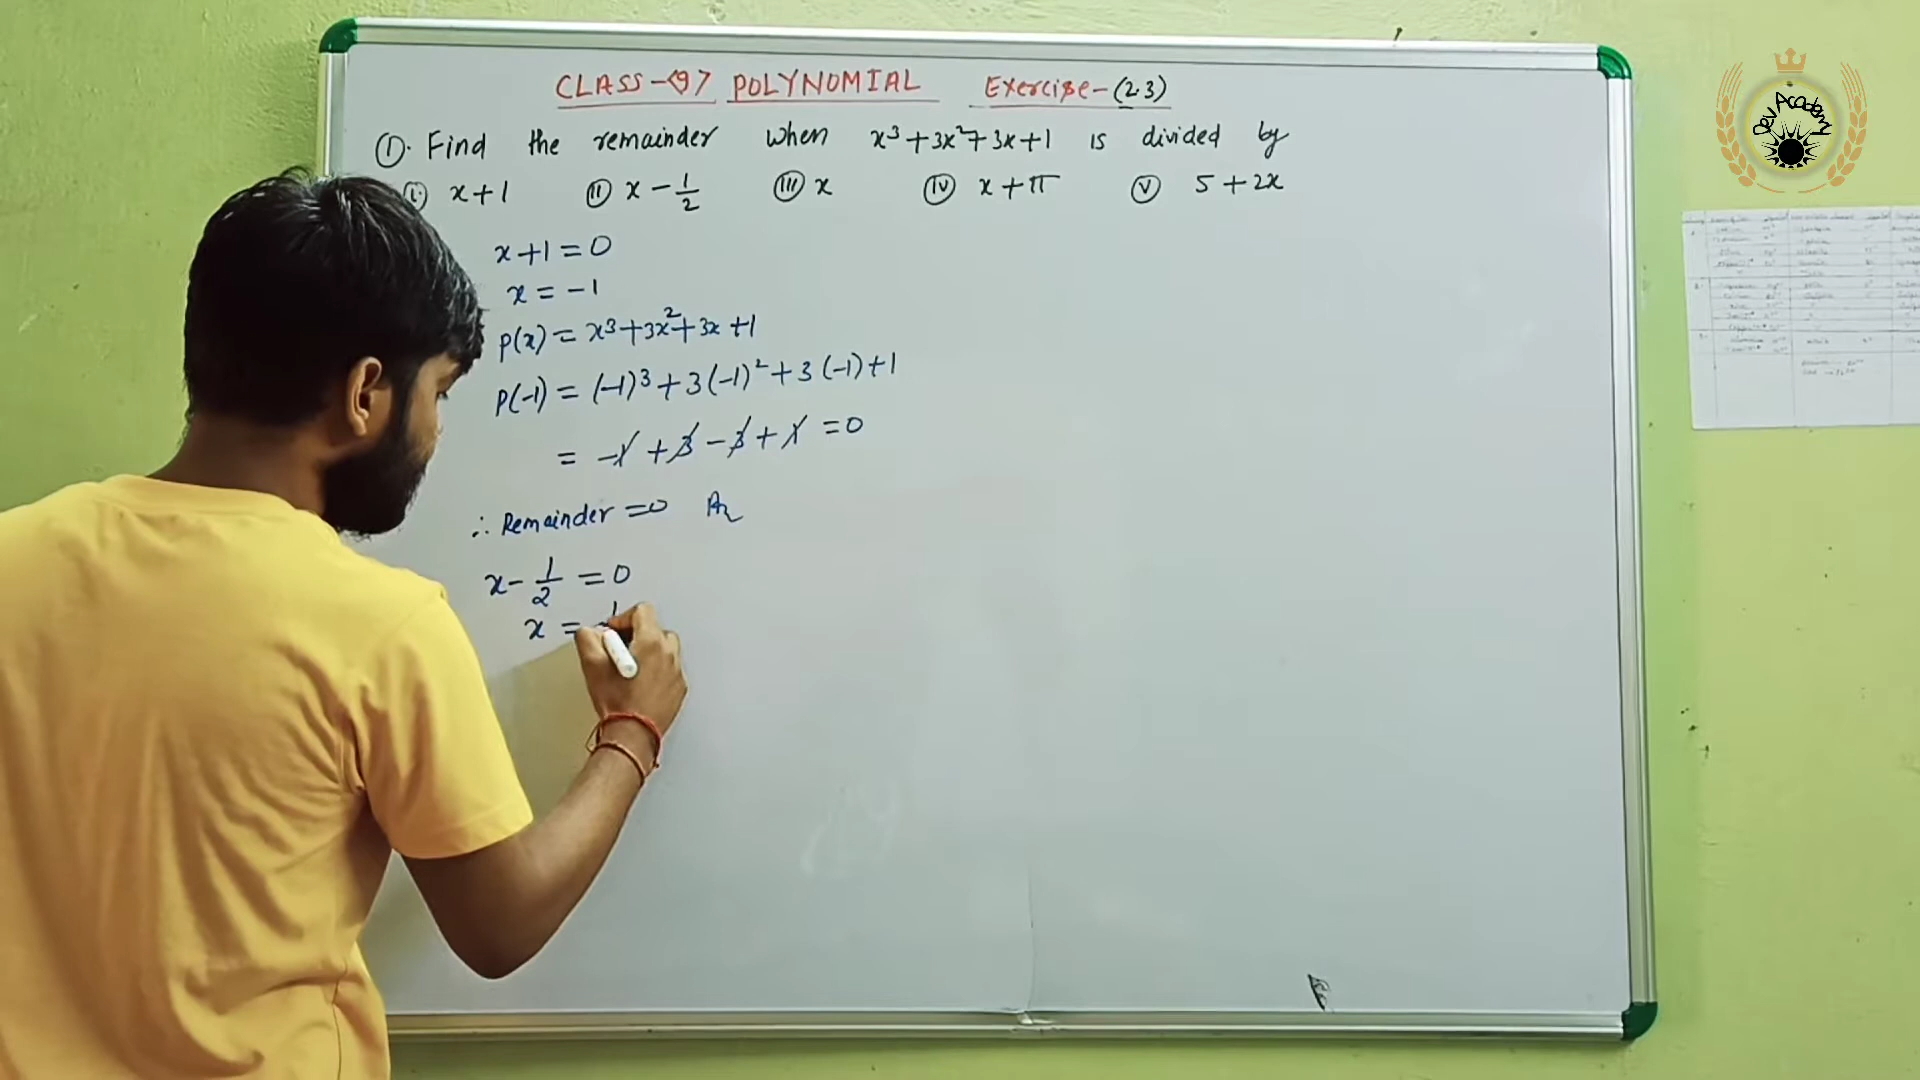 CLASS-<9> POLYNOMIAL Exercise-(2.3)
①. Find the remainder when x³+3x²+3x+1 is divided by
(i) x+1 (ii) x-1/2 (iii) x (iv) x+π (v) 5+2x
x+1=0
x=-1
p(x)=x³+3x²+3x+1
p(-1)=(-1)³+3(-1)²+3(-1)+1
= -1+3-3+1=0
∴ Remainder=0
x-1/2=0
x=
Dev Academy